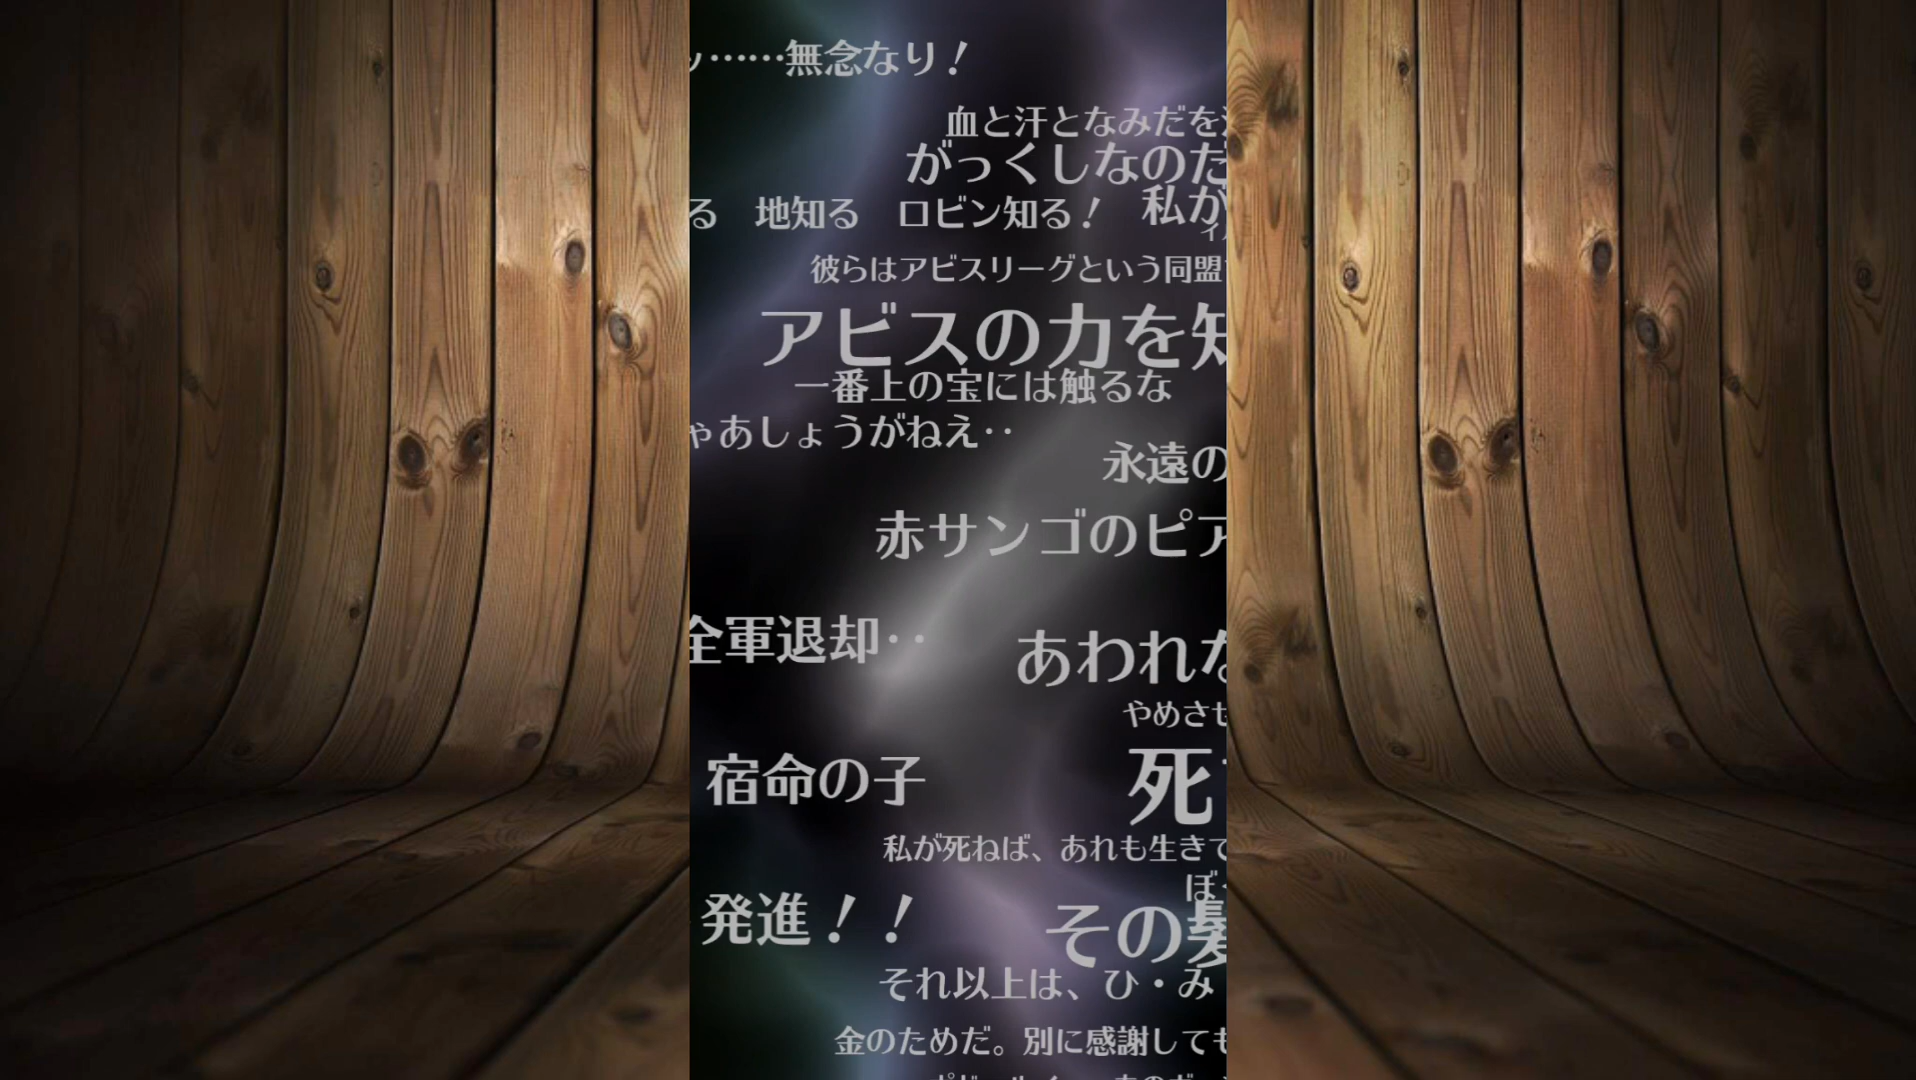 ……無念なり！
血と汗となみだを
がっくしなのだ
る　地知る　ロビン知る！
私が
彼らはアビスリーグという同盟
アビスの力を知
一番上の宝には触るな
ゃあしょうがねえ‥
永遠の
赤サンゴのピア
全軍退却‥
あわれな
やめさせ
宿命の子
死
私が死ねば、あれも生きて
発進！！
その髪
それ以上は、ひ・み
金のためだ。別に感謝しても